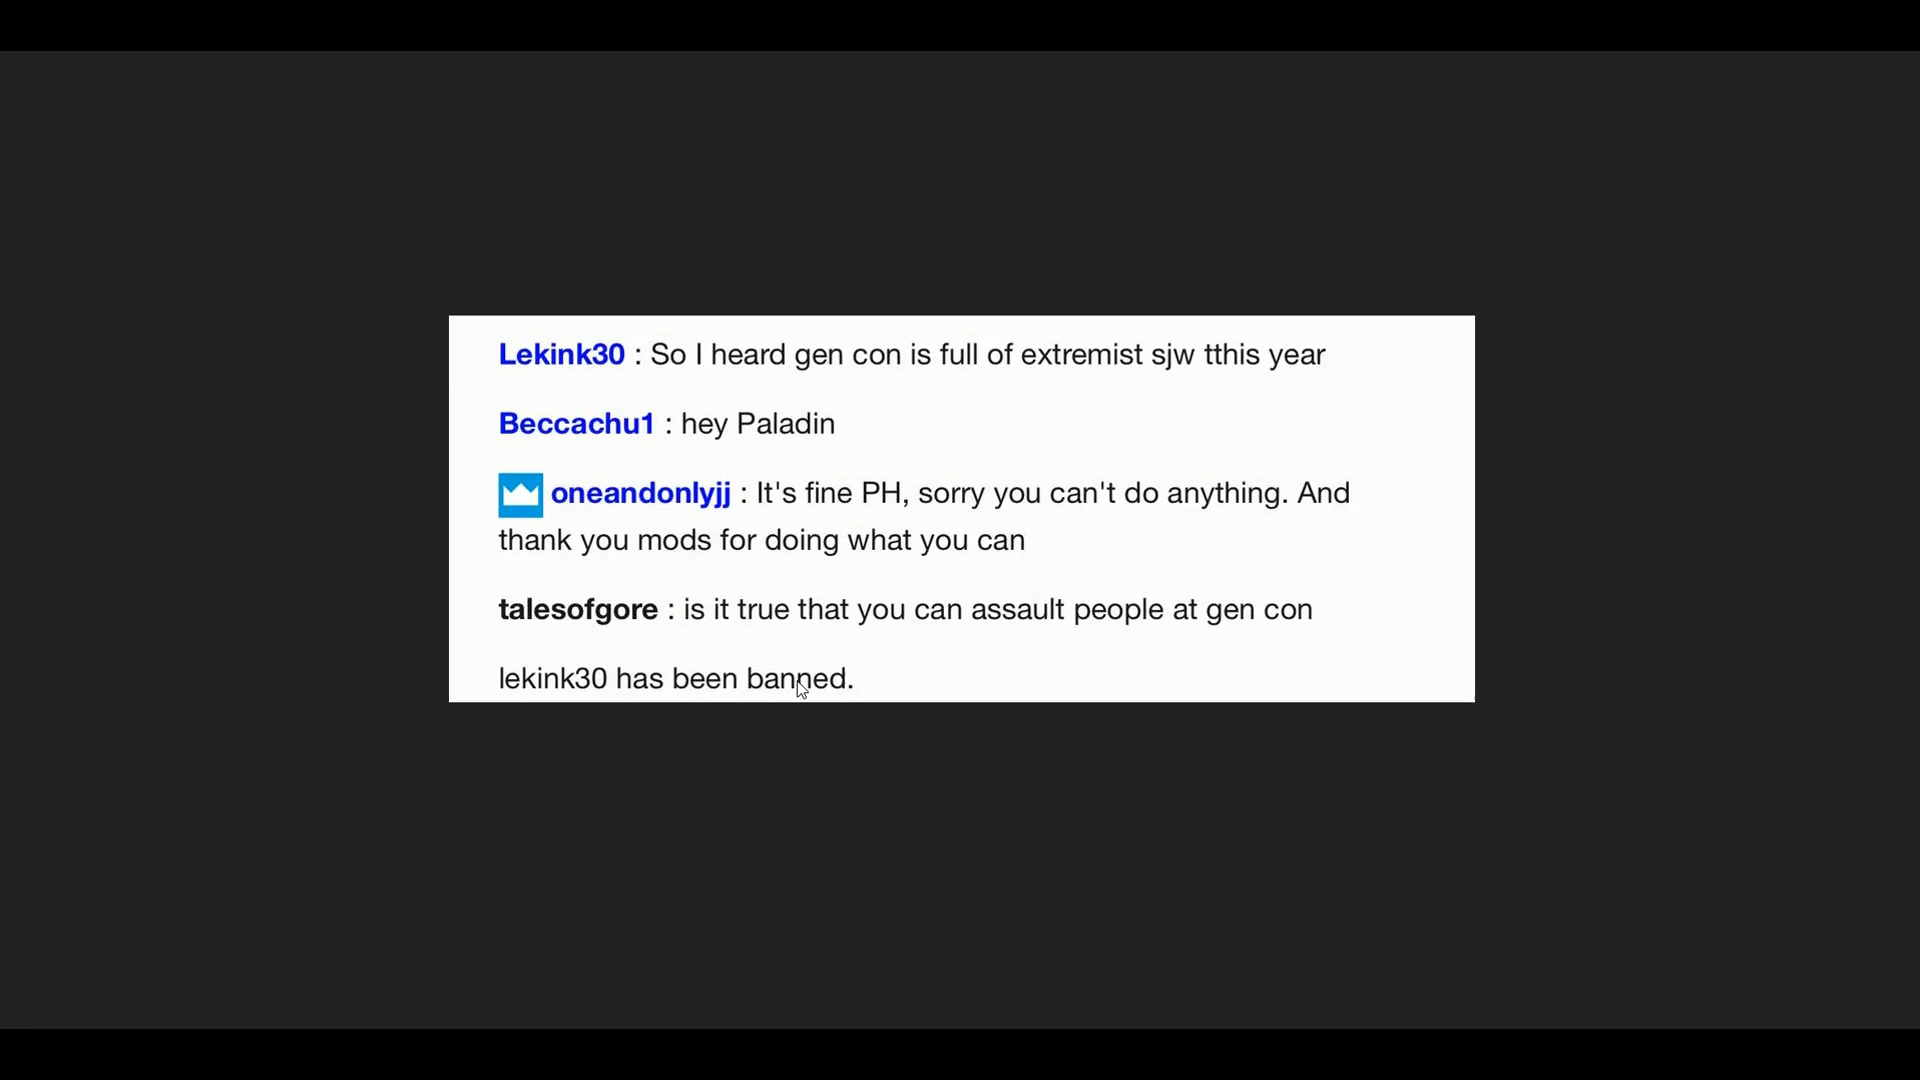 Lekink30 : So I heard gen con is full of extremist sjw tthis year
Beccachu1 : hey Paladin
oneandonlyjj : It's fine PH, sorry you can't do anything. And
thank you mods for doing what you can
talesofgore : is it true that you can assault people at gen con
lekink30 has been banned.